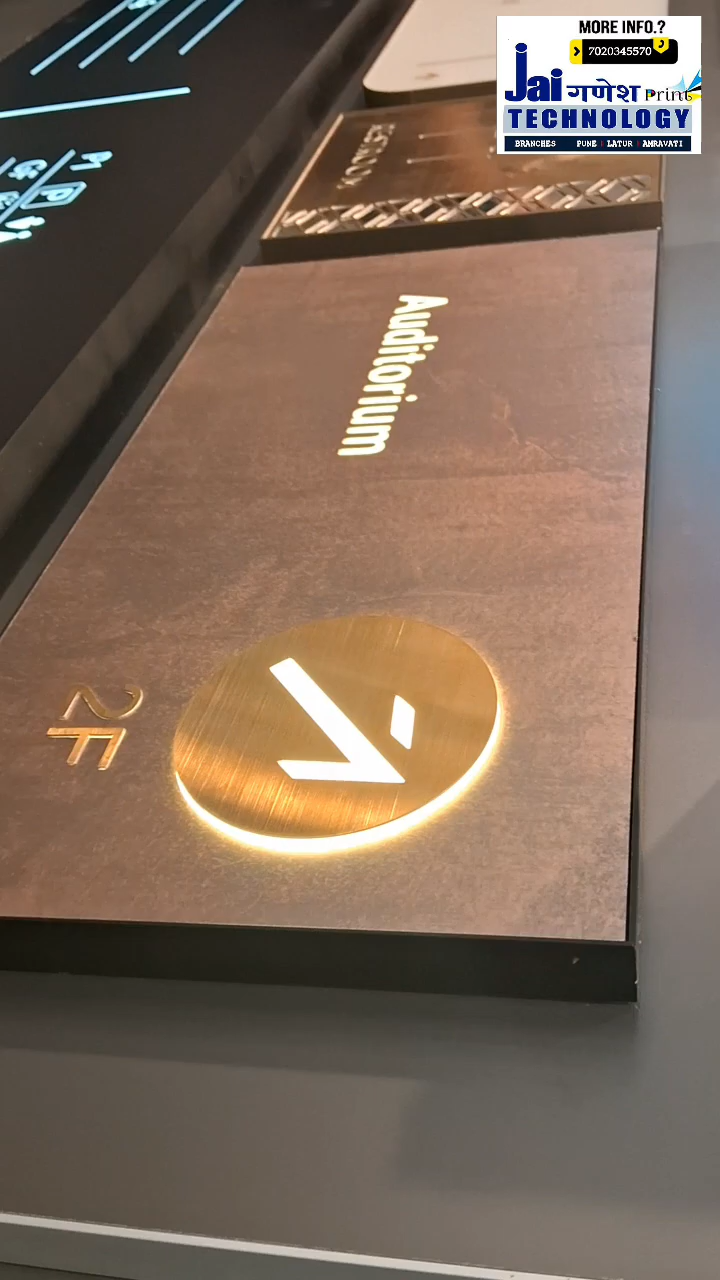 MORE INFO.?
7020345570
Jai गणेश Print
TECHNOLOGY
BRANCHES PUNE | LATUR | AMRAVATI
Auditorium
2F